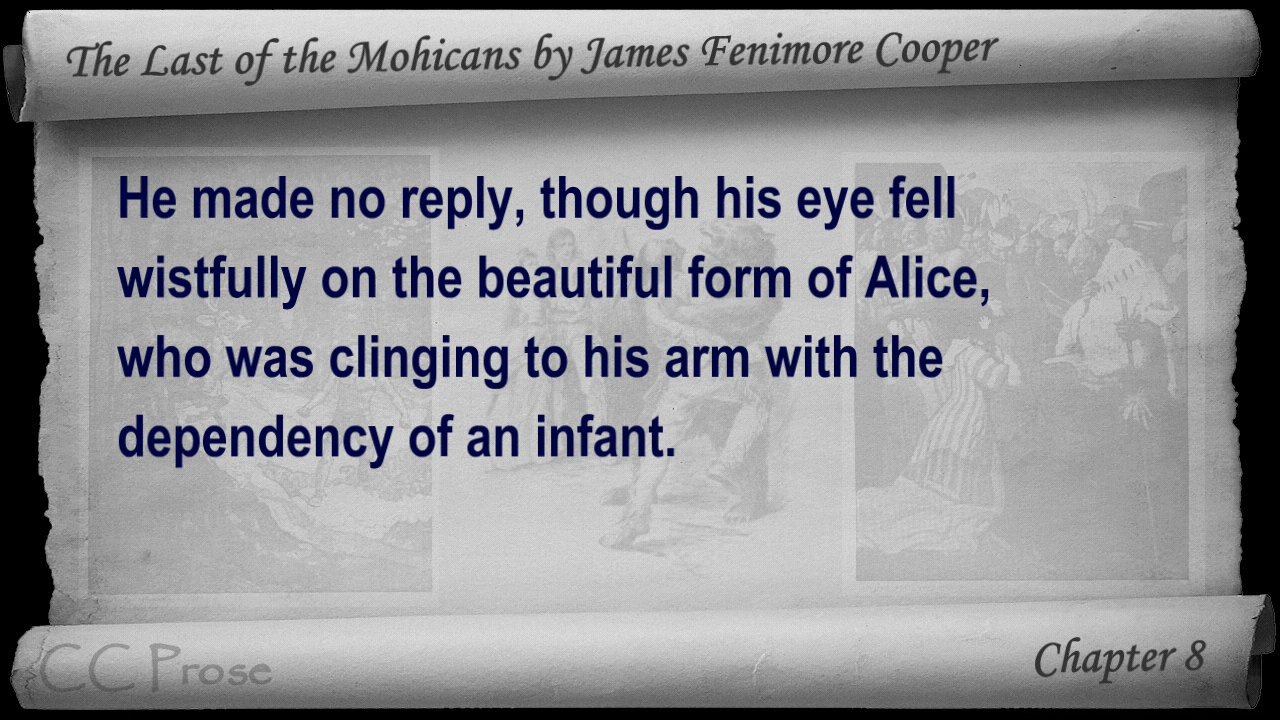 The Last of the Mohicans by James Fenimore Cooper
He made no reply, though his eye fell
wistfully on the beautiful form of Alice,
who was clinging to his arm with the
dependency of an infant.
CC Prose
Chapter 8